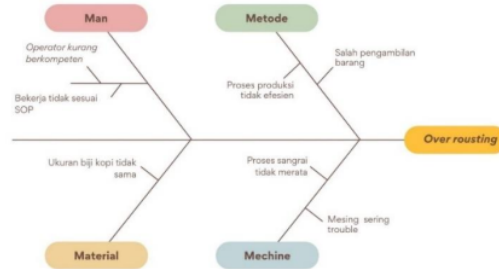 Man
Metode
Operator kurang
berkompeten
Salah pengambilan
barang
Proses produksi
tidak efesien
Bekerja tidak sesuai
SOP
Over rousting
Ukuran biji kopi tidak
sama
Proses sangrai
tidak merata
Mesing sering
trouble
Material
Mechine